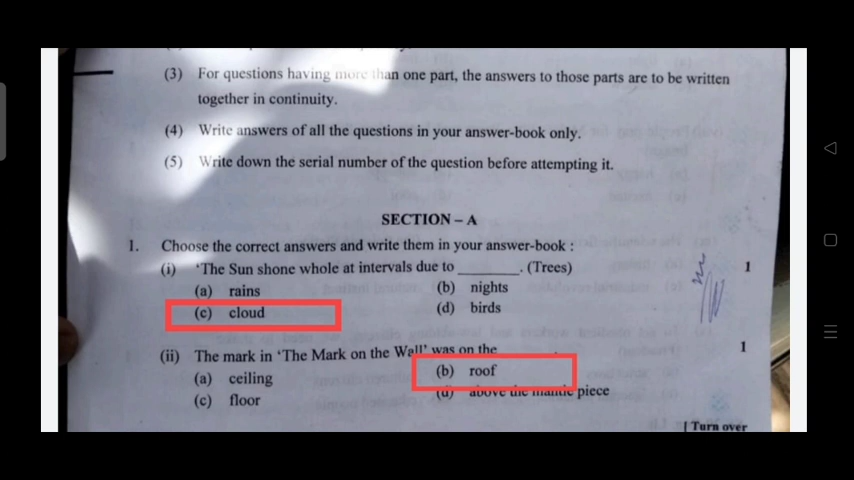 (3) For questions having more than one part, the answers to those parts are to be written
together in continuity.
(4) Write answers of all the questions in your answer-book only.
(5) Write down the serial number of the question before attempting it.
SECTION – A
1. Choose the correct answers and write them in your answer-book :
(i) 'The Sun shone whole at intervals due to ________. (Trees) 1
(a) rains (b) nights
(c) cloud (d) birds
(ii) The mark in 'The Mark on the Wall' was on the 1
(a) ceiling (b) roof
(c) floor (d) above the mantle piece
[ Turn over